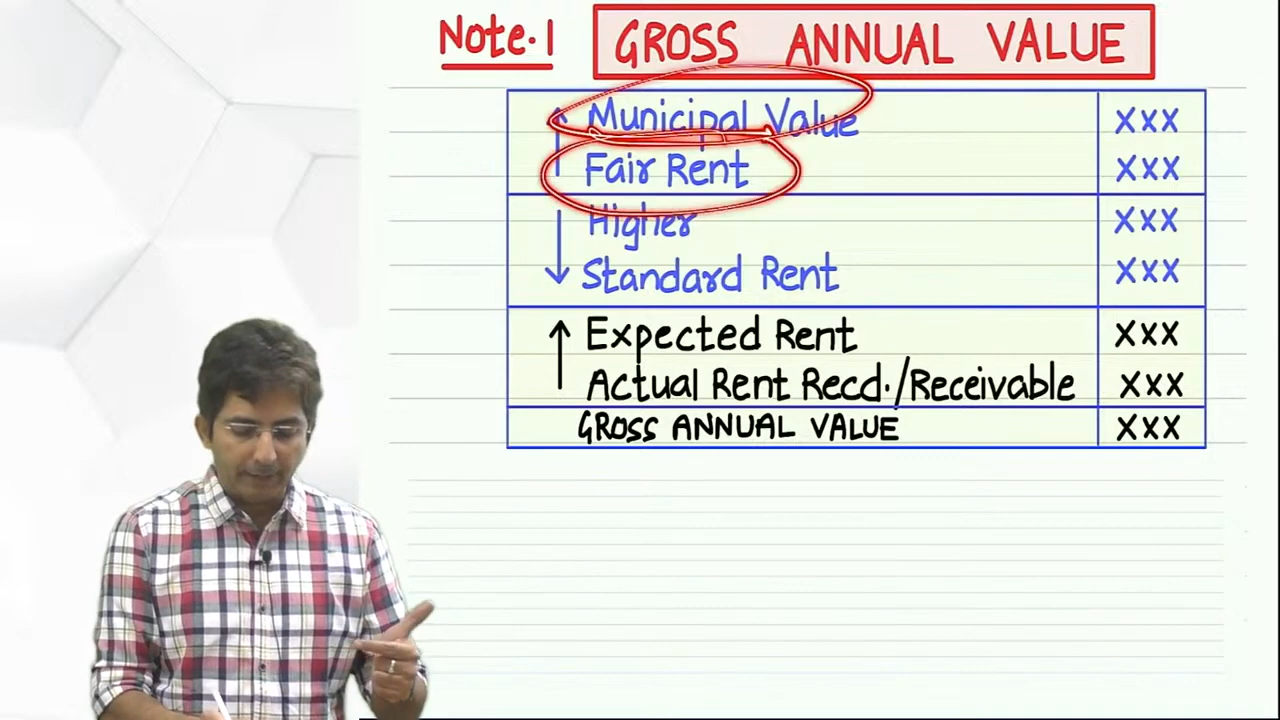 Note.1 GROSS ANNUAL VALUE
Municipal Value XXX
Fair Rent XXX
Higher XXX
Standard Rent XXX
Expected Rent XXX
Actual Rent Recd./Receivable XXX
GROSS ANNUAL VALUE XXX